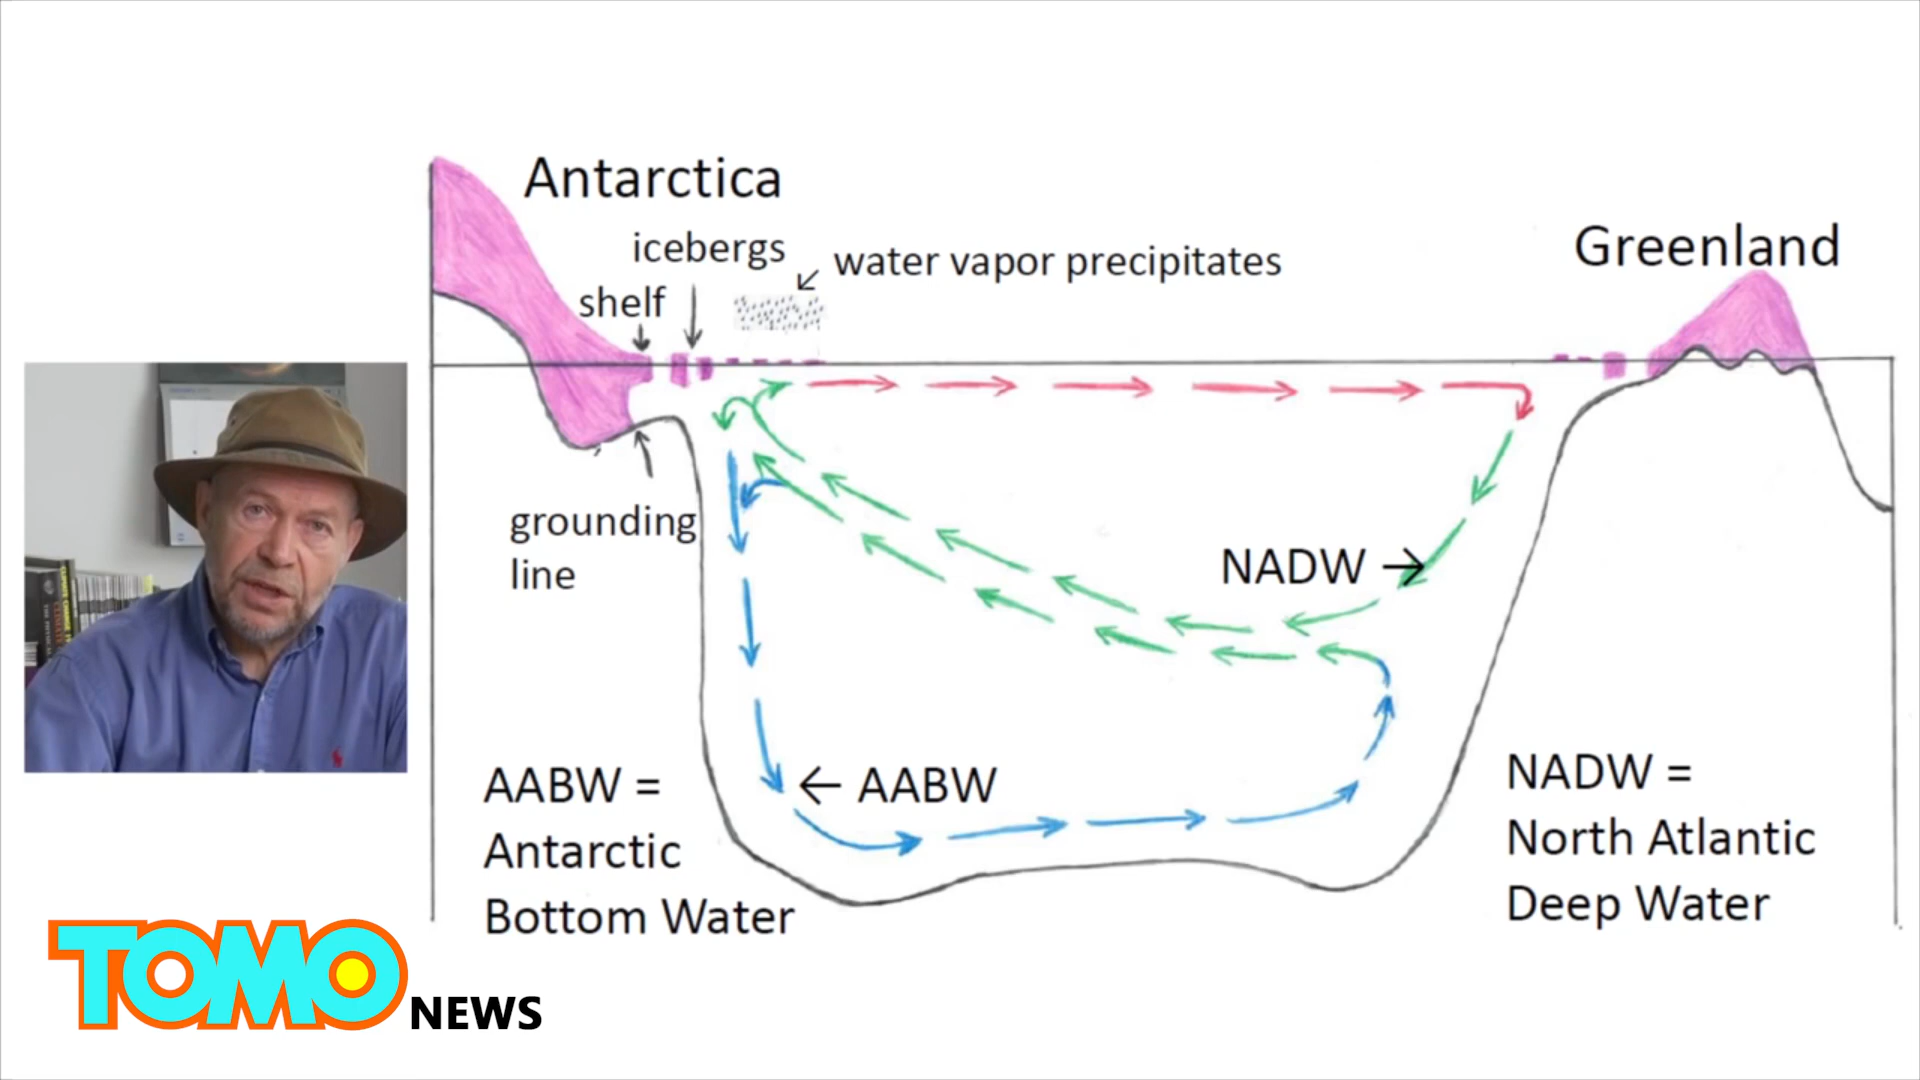 Antarctica
icebergs
shelf
water vapor precipitates
Greenland
grounding
line
NADW →
← AABW
AABW =
Antarctic
Bottom Water
NADW =
North Atlantic
Deep Water
TOMO NEWS